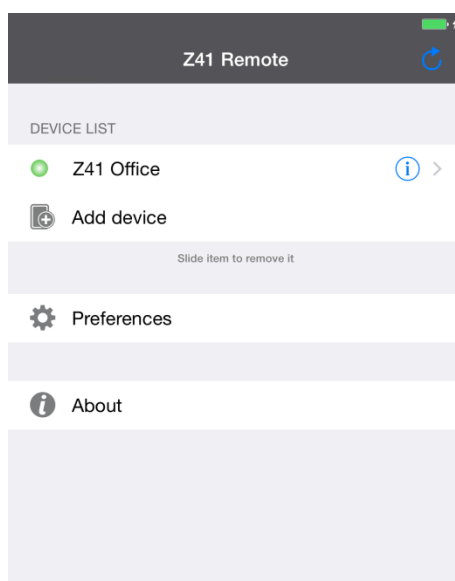 Z41 Remote
DEVICE LIST
Z41 Office
Add device
Slide item to remove it
Preferences
About